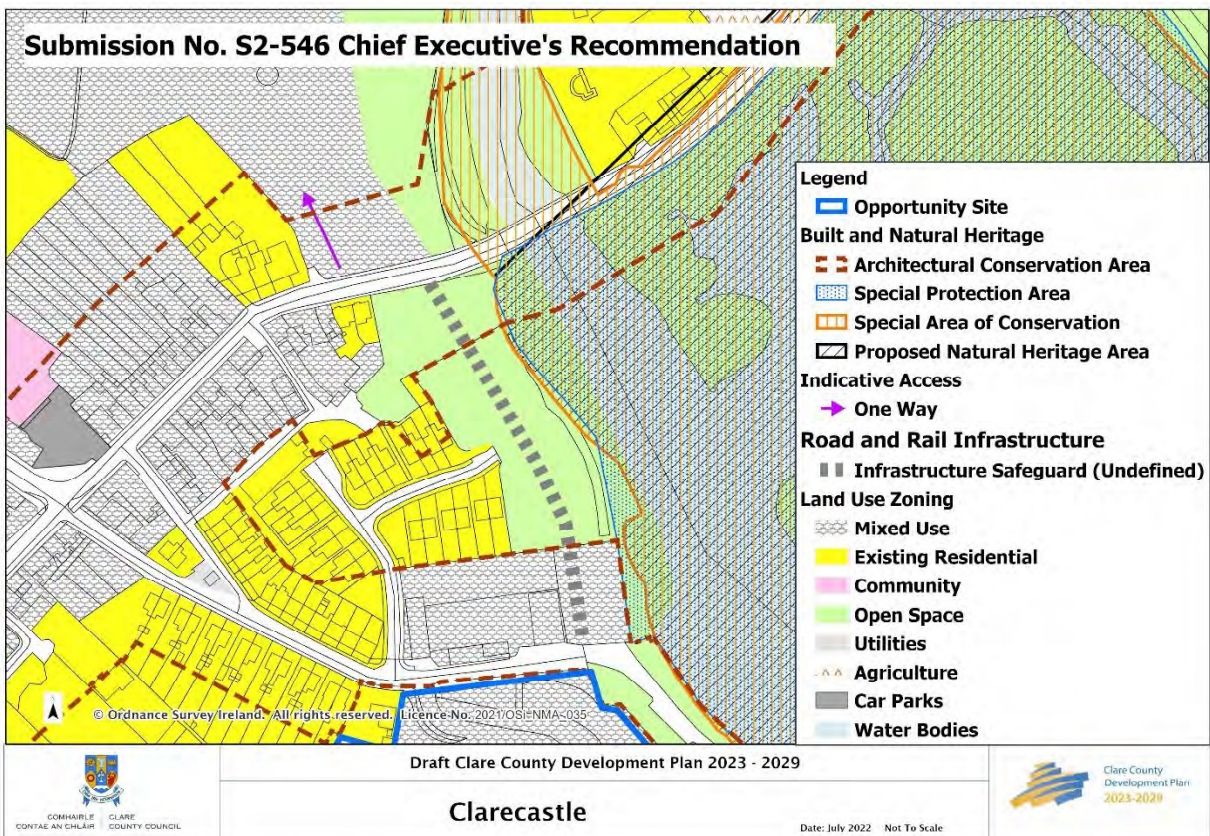 Submission No. S2-546 Chief Executive's Recommendation
Legend
Opportunity Site
Built and Natural Heritage
Architectural Conservation Area
Special Protection Area
Special Area of Conservation
Proposed Natural Heritage Area
Indicative Access
One Way
Road and Rail Infrastructure
Infrastructure Safeguard (Undefined)
Land Use Zoning
Mixed Use
Existing Residential
Community
Open Space
Utilities
Agriculture
Car Parks
Water Bodies
© Ordnance Survey Ireland. All rights reserved. Licence No. 2021/OSI-NMA-035
COMHAIRLE CLARE
CONTAE AN CHLÁIR COUNTY COUNCIL
Draft Clare County Development Plan 2023 - 2029
Clarecastle
Date: July 2022 Not To Scale
Clare County
Development Plan
2023-2029